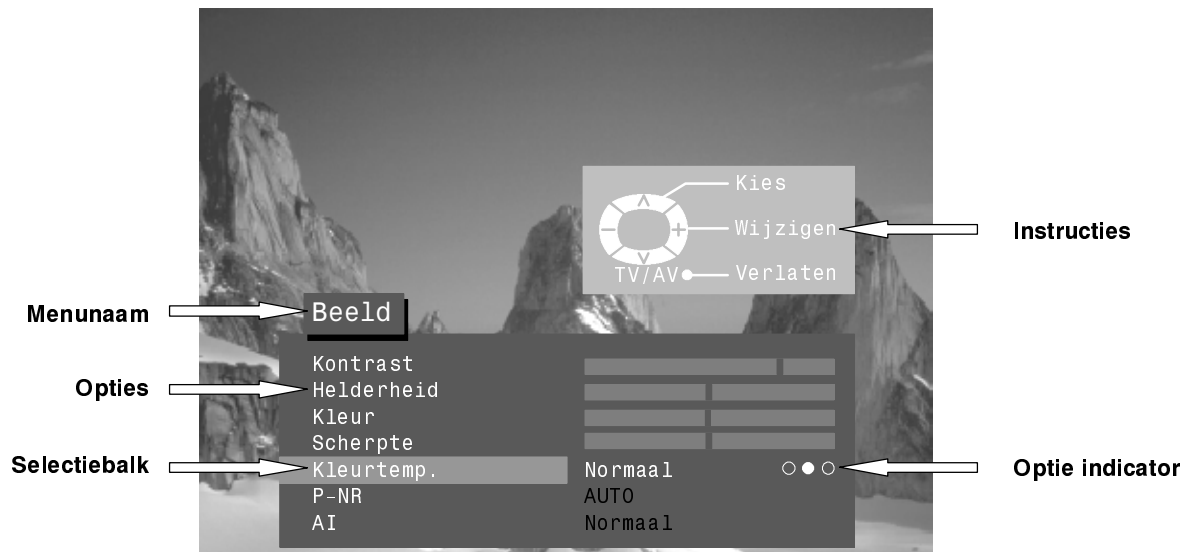 Kies
Wijzigen
Instructies
TV/AV
Verlaten
Menunaam
Beeld
Kontrast
Opties
Helderheid
Kleur
Scherpte
Selectiebalk
Kleurtemp.
Normaal
Optie indicator
P-NR
AUTO
AI
Normaal